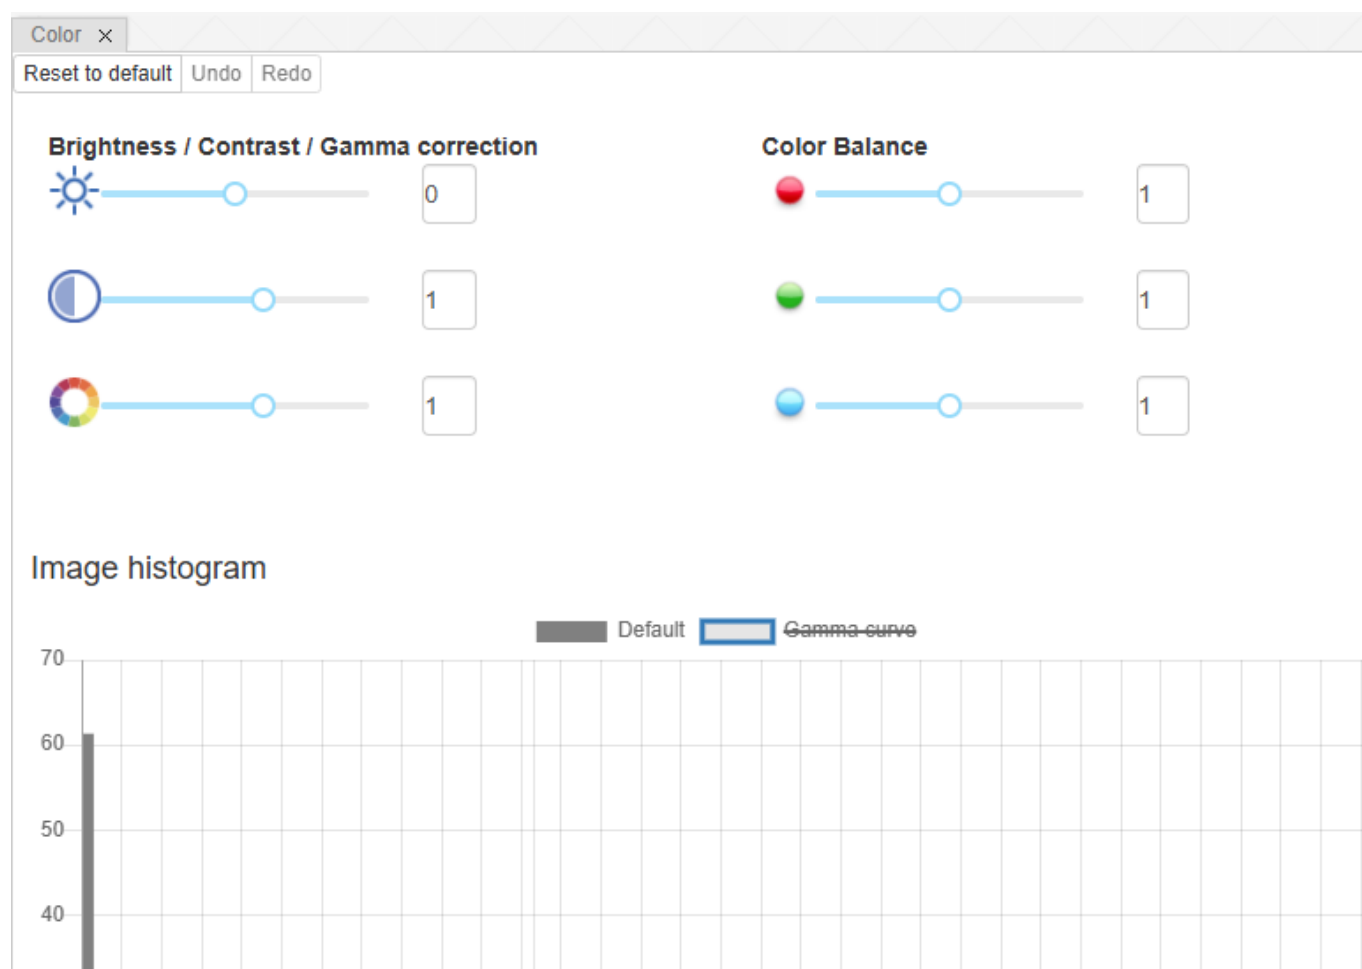 Color ×
Reset to default Undo Redo
Brightness / Contrast / Gamma correction
0
1
1
Color Balance
1
1
1
Image histogram
Default Gamma curve
70
60
50
40